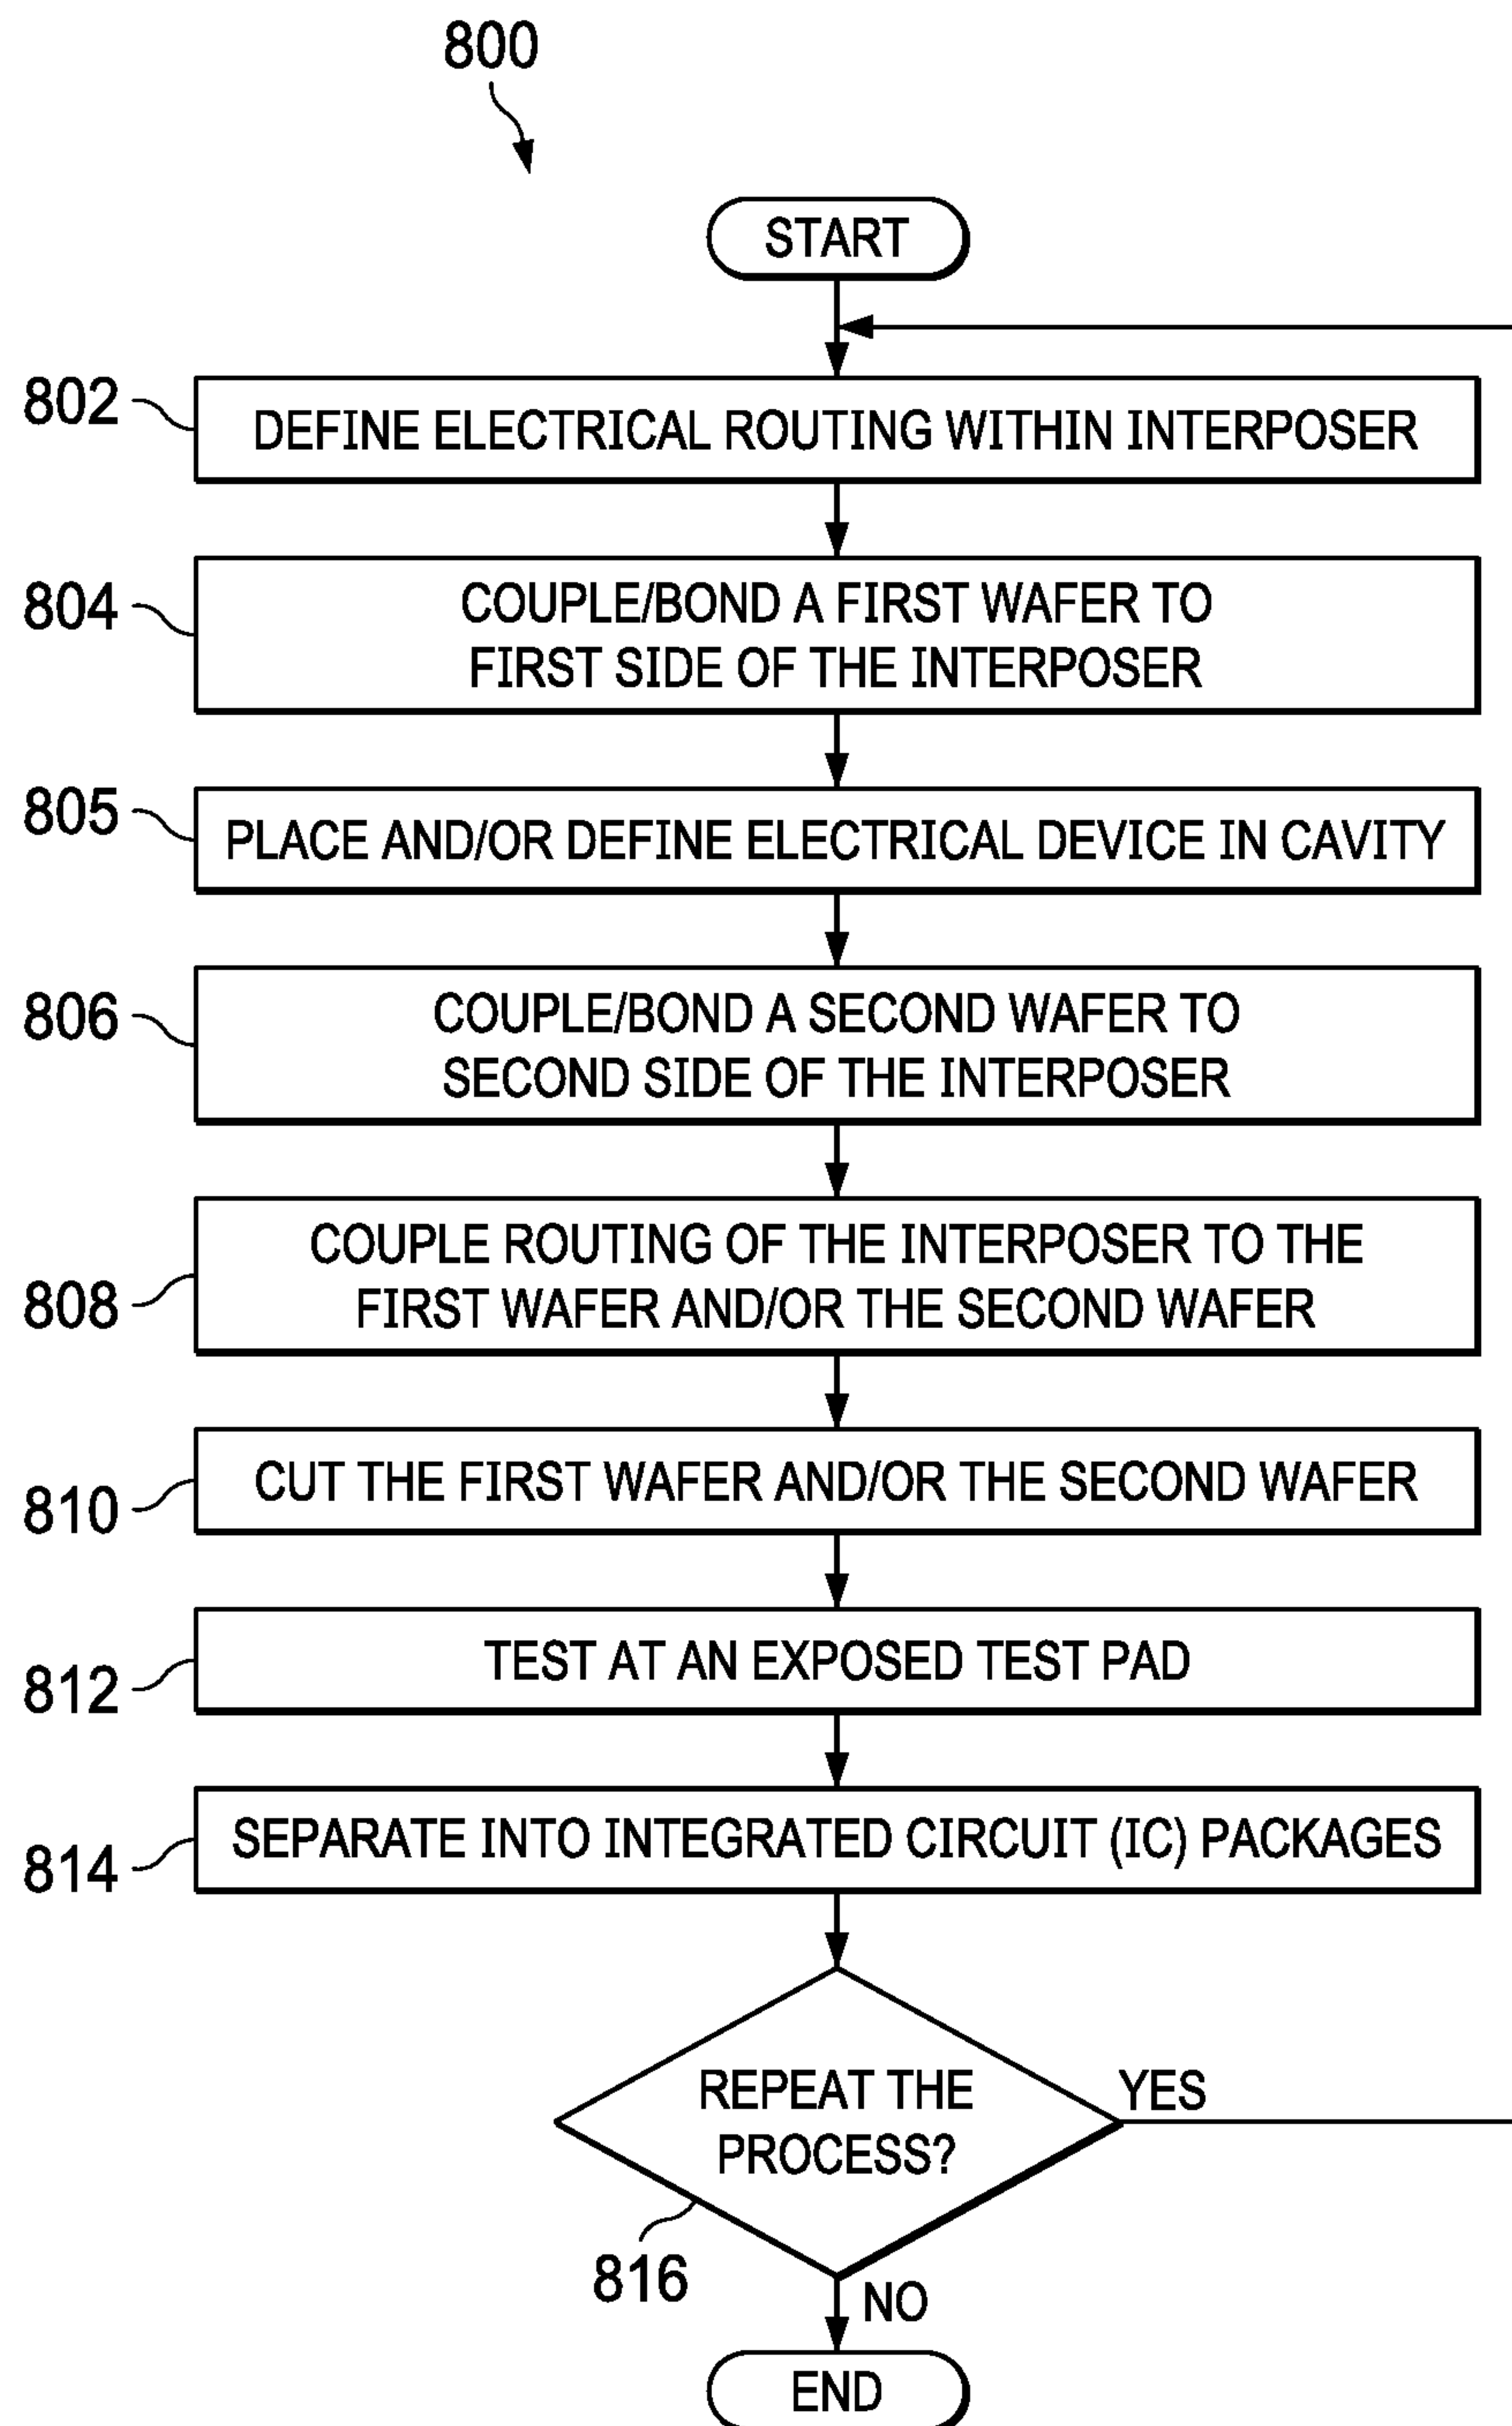 800
START
802
DEFINE ELECTRICAL ROUTING WITHIN INTERPOSER
804
COUPLE/BOND A FIRST WAFER TO
FIRST SIDE OF THE INTERPOSER
805
PLACE AND/OR DEFINE ELECTRICAL DEVICE IN CAVITY
806
COUPLE/BOND A SECOND WAFER TO
SECOND SIDE OF THE INTERPOSER
808
COUPLE ROUTING OF THE INTERPOSER TO THE
FIRST WAFER AND/OR THE SECOND WAFER
810
CUT THE FIRST WAFER AND/OR THE SECOND WAFER
812
TEST AT AN EXPOSED TEST PAD
814
SEPARATE INTO INTEGRATED CIRCUIT (IC) PACKAGES
REPEAT THE
PROCESS?
YES
816
NO
END